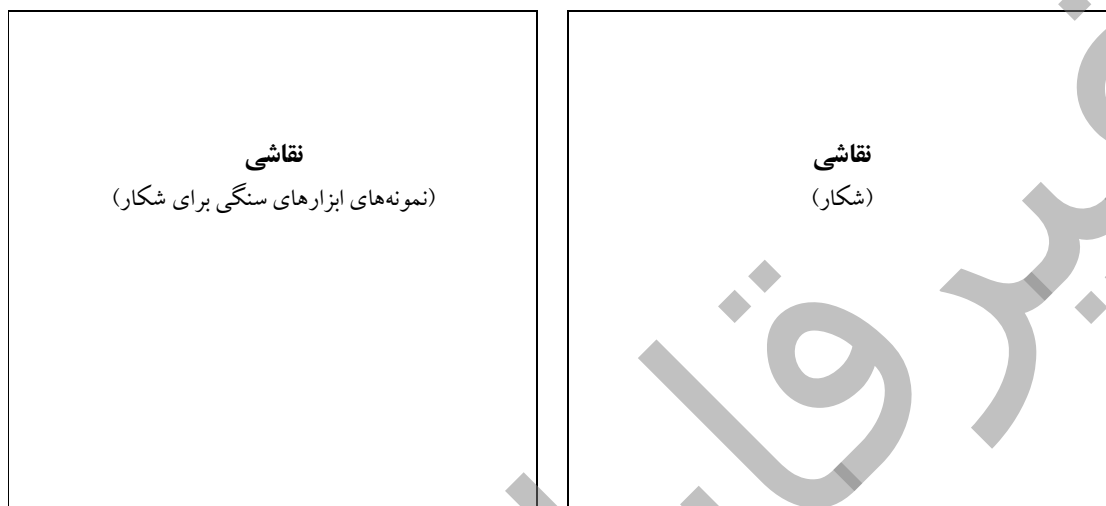 نقاشی
(شکار)
نقاشی
(نمونه‌های ابزارهای سنگی برای شکار)